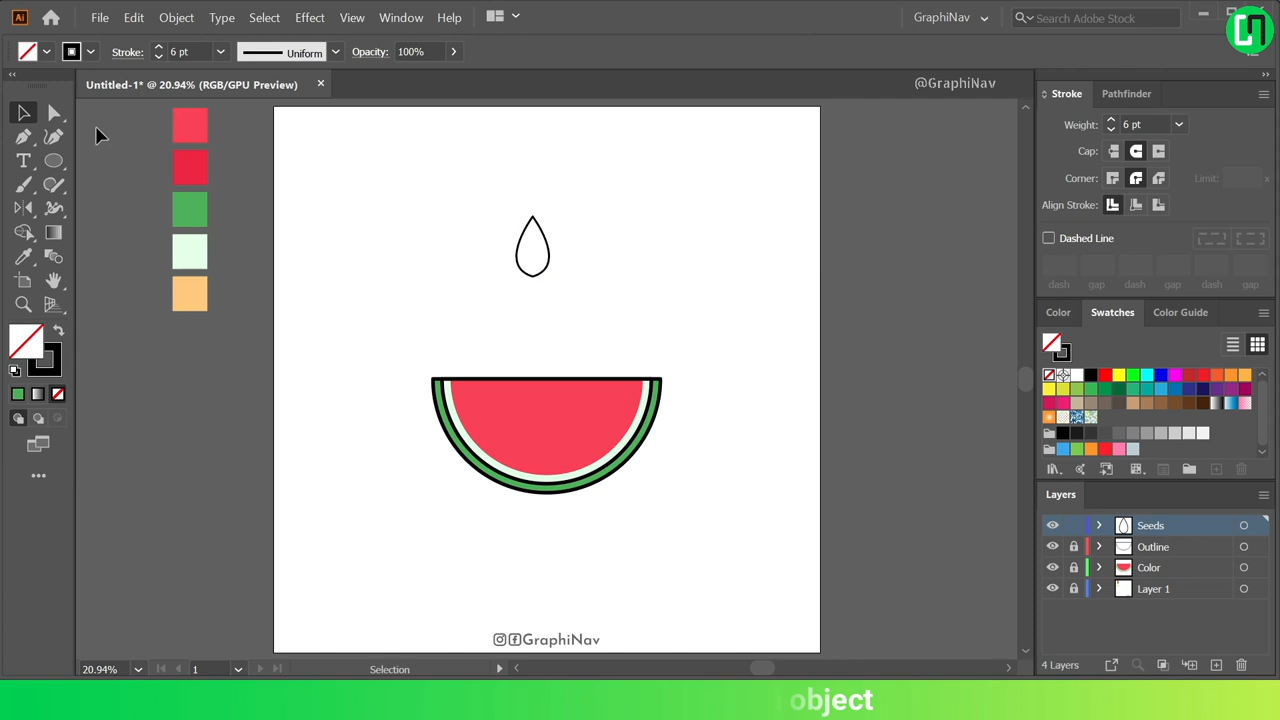 Ai File Edit Object Select Type Effect View Window Help GraphiNav Search Adobe Stock
Stroke: 6 pt Uniform Opacity: 100%
Untitled-1* @ 20.94% (RGB/GPU Preview) @GraphiNav
Stroke Pathfinder
Weight: 6 pt
Cap:
Corner: Limit: x
Align Stroke:
Dashed Line
dash gap dash gap dash gap
Color Swatches Color Guide
Layers
Seeds
Outline
Color
Layer 1
GraphiNav
20.94% 1 Selection 4 Layers
object